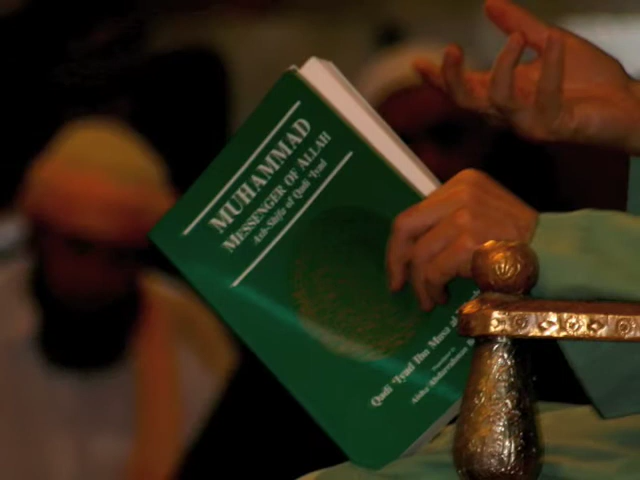 MUHAMMAD
MESSENGER OF ALLAH
Ash-Shifa of Qadi 'Iyad
Qadi 'Iyad Ibn Musa al